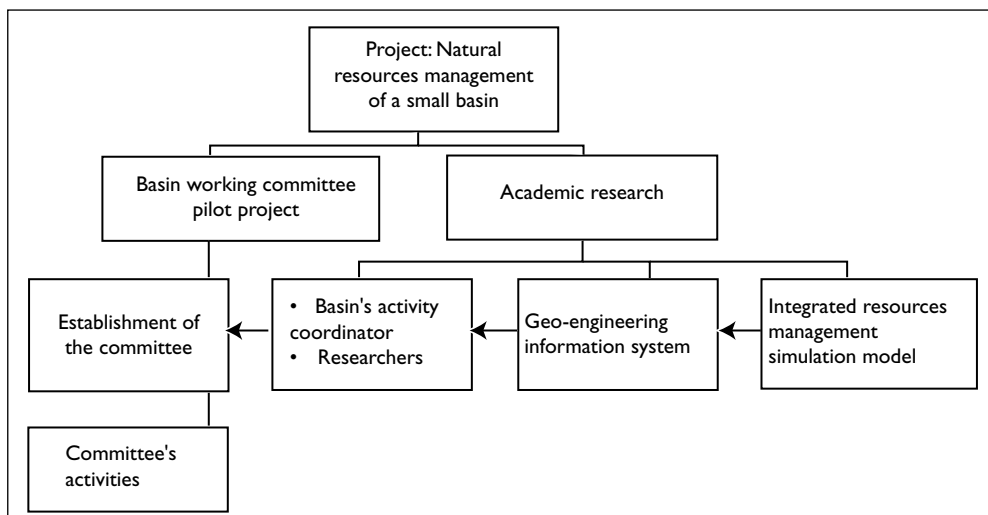 Project: Natural
resources management
of a small basin
Basin working committee
pilot project
Academic research
Establishment of
the committee
• Basin's activity
coordinator
• Researchers
Geo-engineering
information system
Integrated resources
management
simulation model
Committee's
activities